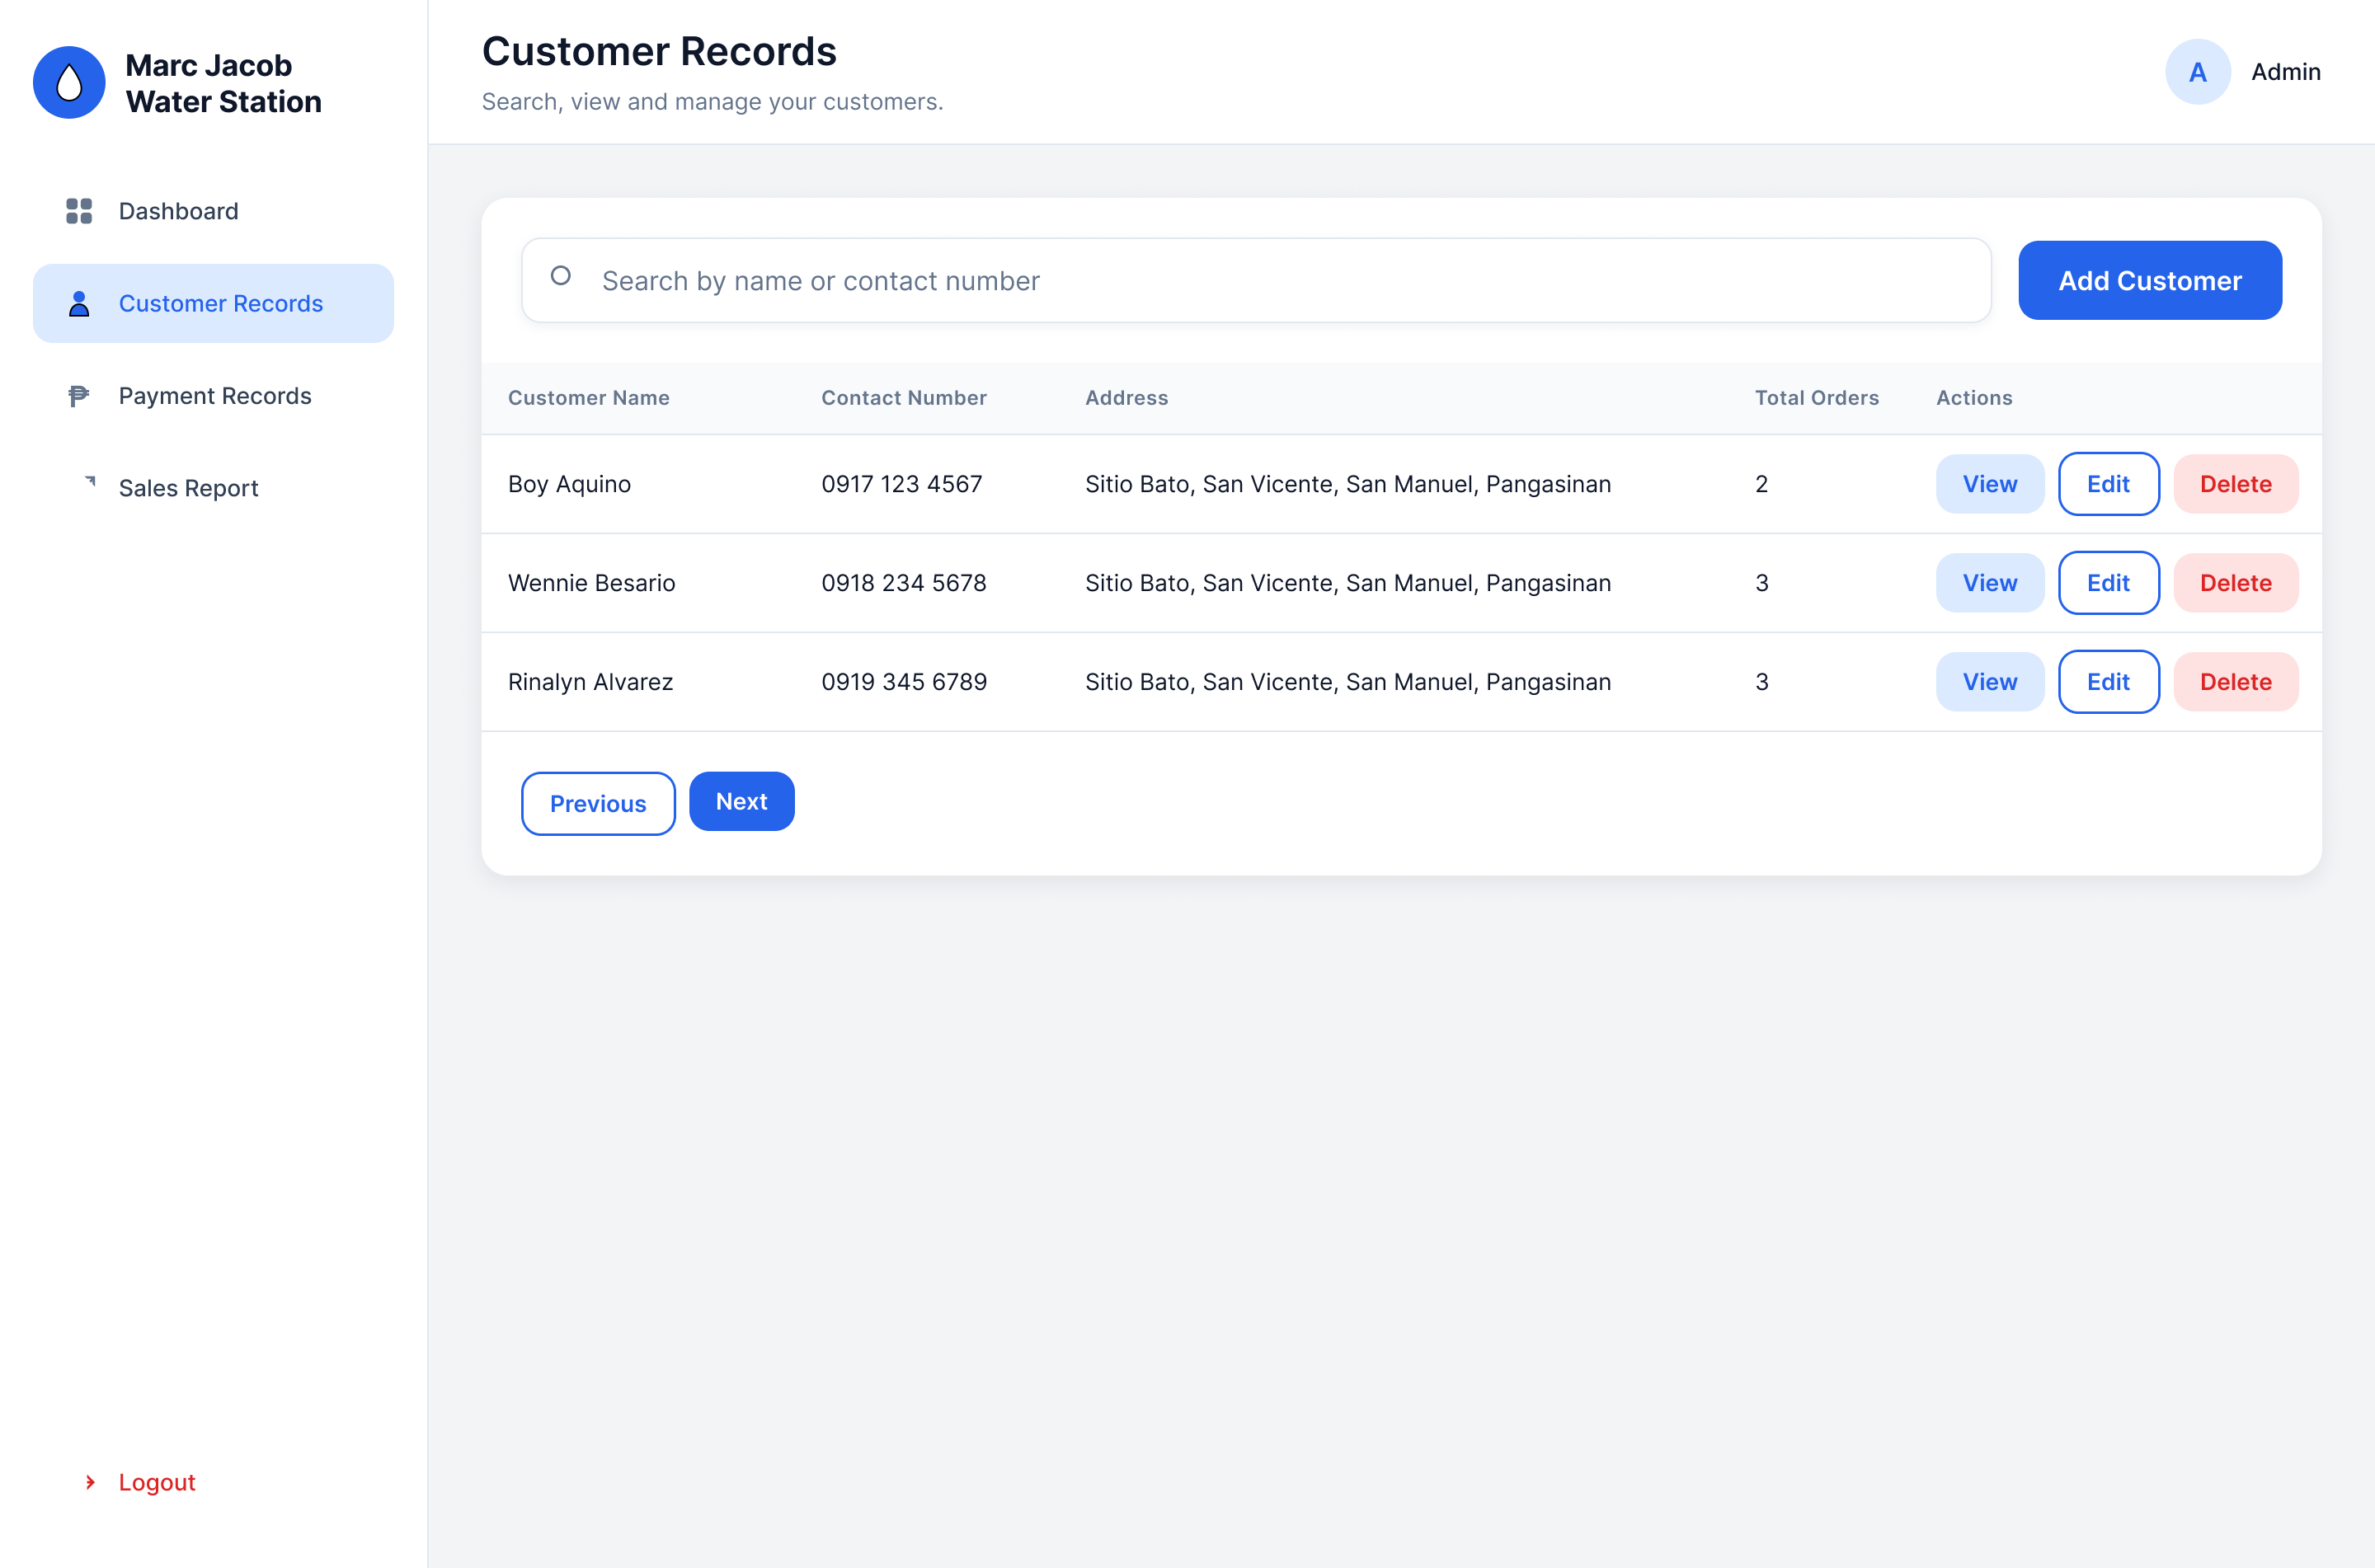 Marc Jacob
Water Station
Dashboard
Customer Records
₱ Payment Records
Sales Report
Logout
Customer Records
Search, view and manage your customers.
A Admin
Search by name or contact number
Add Customer
Customer Name Contact Number Address Total Orders Actions
Boy Aquino 0917 123 4567 Sitio Bato, San Vicente, San Manuel, Pangasinan 2 View Edit Delete
Wennie Besario 0918 234 5678 Sitio Bato, San Vicente, San Manuel, Pangasinan 3 View Edit Delete
Rinalyn Alvarez 0919 345 6789 Sitio Bato, San Vicente, San Manuel, Pangasinan 3 View Edit Delete
Previous Next